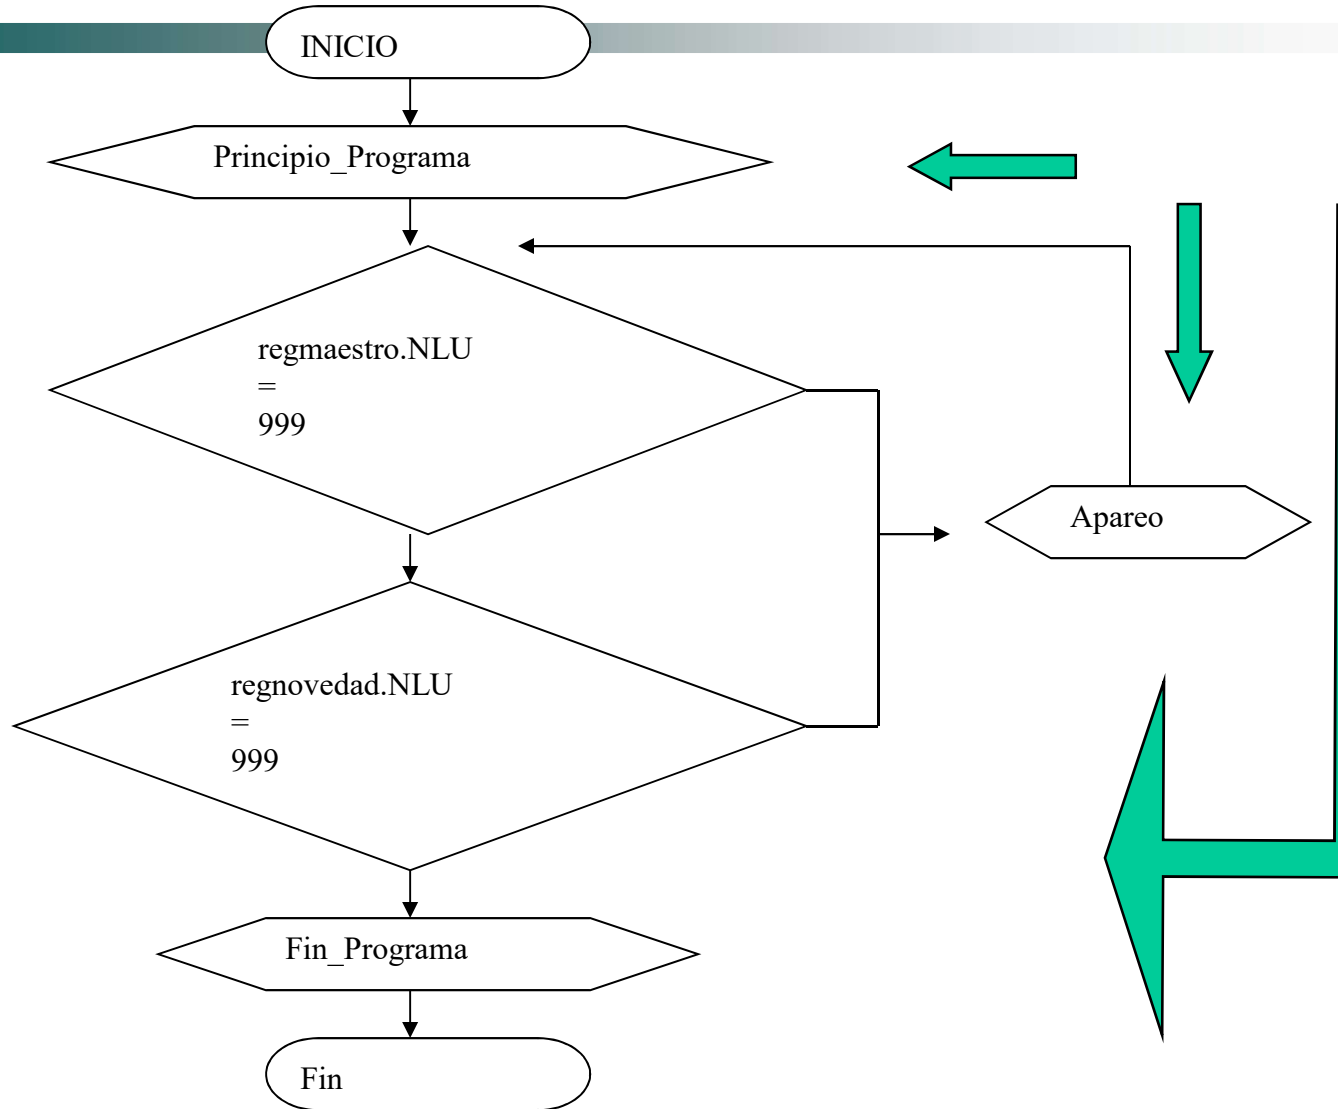 INICIO
Principio_Programa
regmaestro.NLU
=
999
Apareo
regnovedad.NLU
=
999
Fin_Programa
Fin